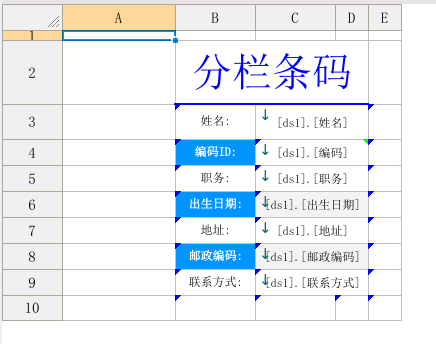 A B C D E
1
2 分栏条码
3 姓名: [ds1].[姓名]
4 编码ID: [ds1].[编码]
5 职务: [ds1].[职务]
6 出生日期: [ds1].[出生日期]
7 地址: [ds1].[地址]
8 邮政编码: [ds1].[邮政编码]
9 联系方式: [ds1].[联系方式]
10